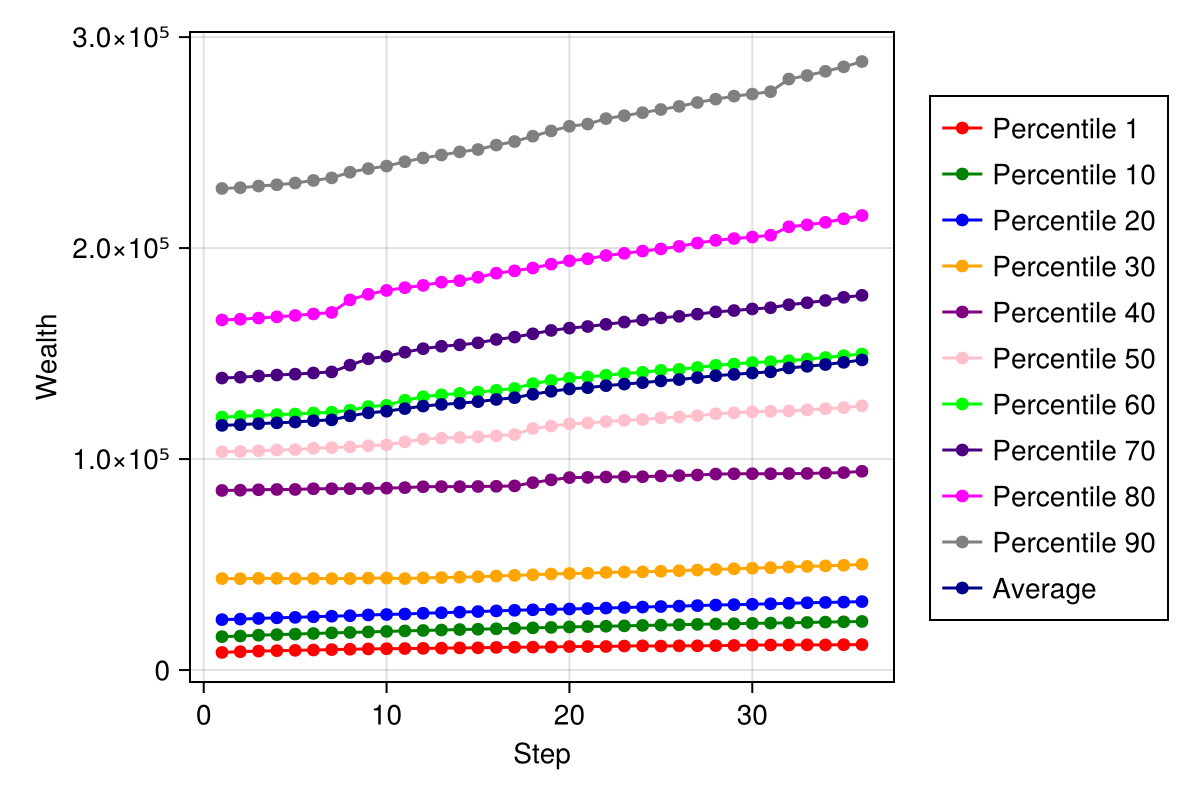 3.0×10⁵
2.0×10⁵
1.0×10⁵
0
Wealth
0 10 20 30
Step
Percentile 1
Percentile 10
Percentile 20
Percentile 30
Percentile 40
Percentile 50
Percentile 60
Percentile 70
Percentile 80
Percentile 90
Average